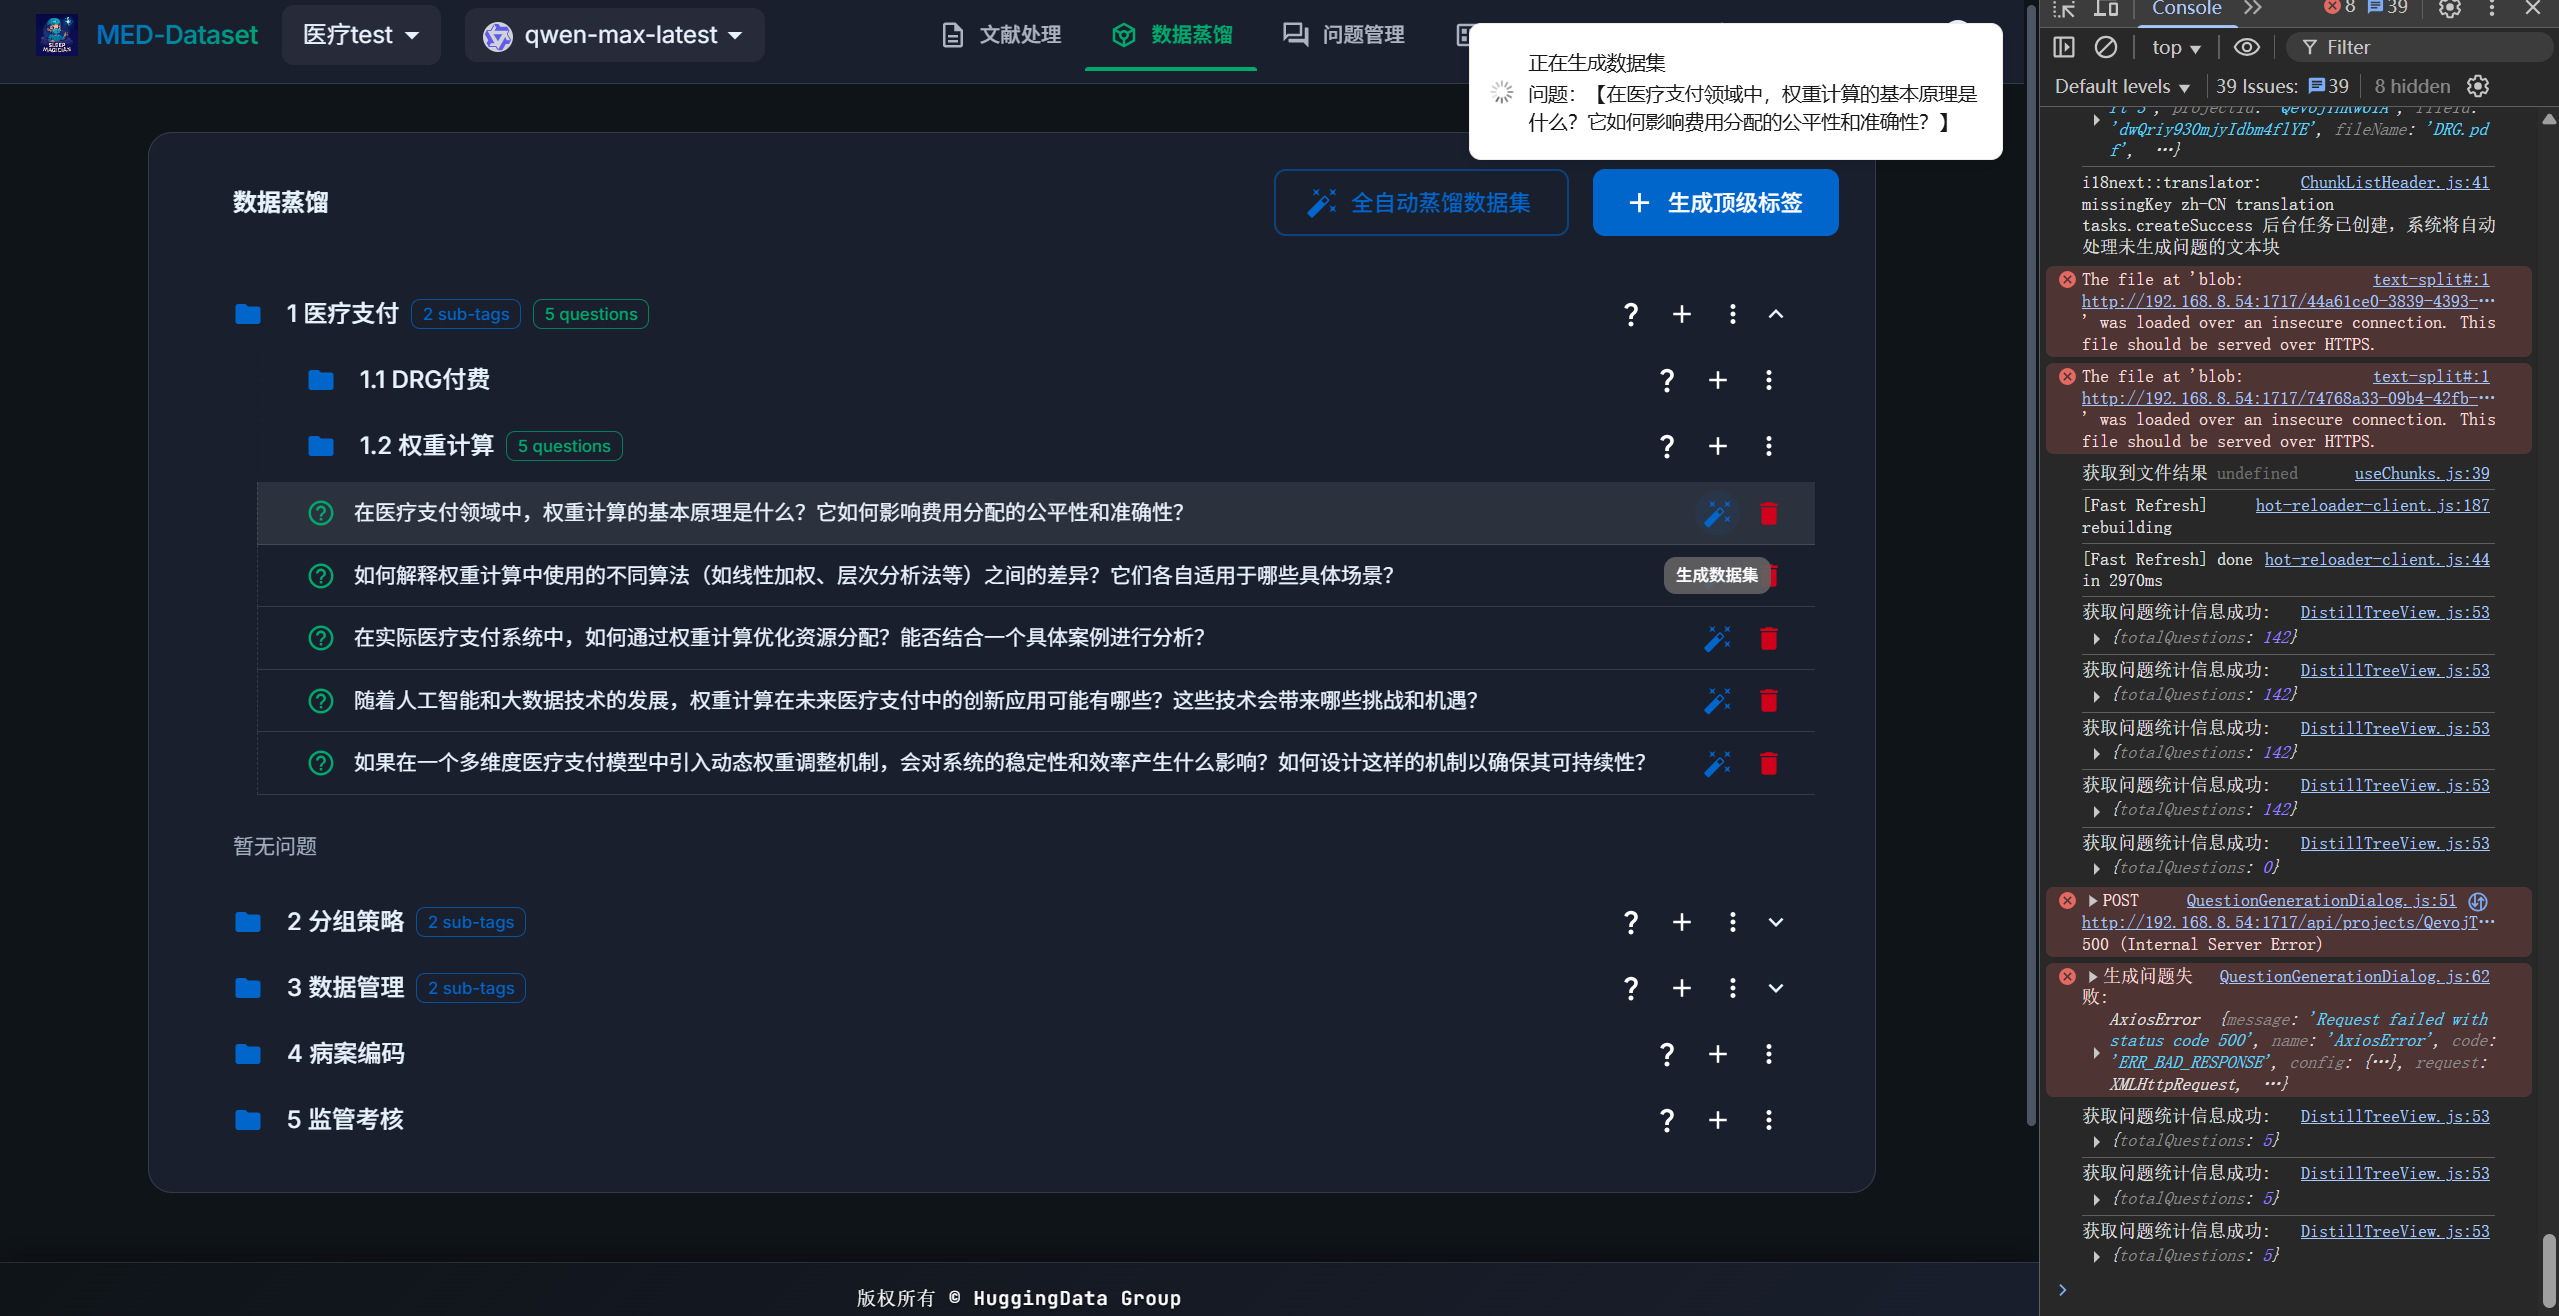 MED-Dataset
医疗test
qwen-max-latest
文献处理
数据蒸馏
问题管理
正在生成数据集
问题：【在医疗支付领域中，权重计算的基本原理是
什么？它如何影响费用分配的公平性和准确性？】
数据蒸馏
全自动蒸馏数据集
生成顶级标签
1 医疗支付
2 sub-tags
5 questions
1.1 DRG付费
1.2 权重计算
5 questions
在医疗支付领域中，权重计算的基本原理是什么？它如何影响费用分配的公平性和准确性？
如何解释权重计算中使用的不同算法（如线性加权、层次分析法等）之间的差异？它们各自适用于哪些具体场景？
生成数据集
在实际医疗支付系统中，如何通过权重计算优化资源分配？能否结合一个具体案例进行分析？
随着人工智能和大数据技术的发展，权重计算在未来医疗支付中的创新应用可能有哪些？这些技术会带来哪些挑战和机遇？
如果在一个多维度医疗支付模型中引入动态权重调整机制，会对系统的稳定性和效率产生什么影响？如何设计这样的机制以确保其可持续性？
暂无问题
2 分组策略
2 sub-tags
3 数据管理
2 sub-tags
4 病案编码
5 监管考核
版权所有 © HuggingData Group
Console
8
39
top
Filter
Default levels
39 Issues:
39
8 hidden
'dwQriy930mjyIdbm4flYE', fileName: 'DRG.pd
f', …}
i18next::translator: ChunkListHeader.js:41
missingKey zh-CN translation
tasks.createSuccess 后台任务已创建，系统将自动
处理未生成问题的文本块
The file at 'blob: text-split#:1
http://192.168.8.54:1717/44a61ce0-3839-4393-…
' was loaded over an insecure connection. This
file should be served over HTTPS.
The file at 'blob: text-split#:1
http://192.168.8.54:1717/74768a33-09b4-42fb-…
' was loaded over an insecure connection. This
file should be served over HTTPS.
获取到文件结果 undefined useChunks.js:39
[Fast Refresh] hot-reloader-client.js:187
rebuilding
[Fast Refresh] done hot-reloader-client.js:44
in 2970ms
获取问题统计信息成功: DistillTreeView.js:53
{totalQuestions: 142}
获取问题统计信息成功: DistillTreeView.js:53
{totalQuestions: 142}
获取问题统计信息成功: DistillTreeView.js:53
{totalQuestions: 142}
获取问题统计信息成功: DistillTreeView.js:53
{totalQuestions: 142}
获取问题统计信息成功: DistillTreeView.js:53
{totalQuestions: 0}
POST QuestionGenerationDialog.js:51
http://192.168.8.54:1717/api/projects/QevojT…
500 (Internal Server Error)
生成问题失 QuestionGenerationDialog.js:62
败:
AxiosError {message: 'Request failed with
status code 500', name: 'AxiosError', code:
'ERR_BAD_RESPONSE', config: {…}, request:
XMLHttpRequest, …}
获取问题统计信息成功: DistillTreeView.js:53
{totalQuestions: 5}
获取问题统计信息成功: DistillTreeView.js:53
{totalQuestions: 5}
获取问题统计信息成功: DistillTreeView.js:53
{totalQuestions: 5}